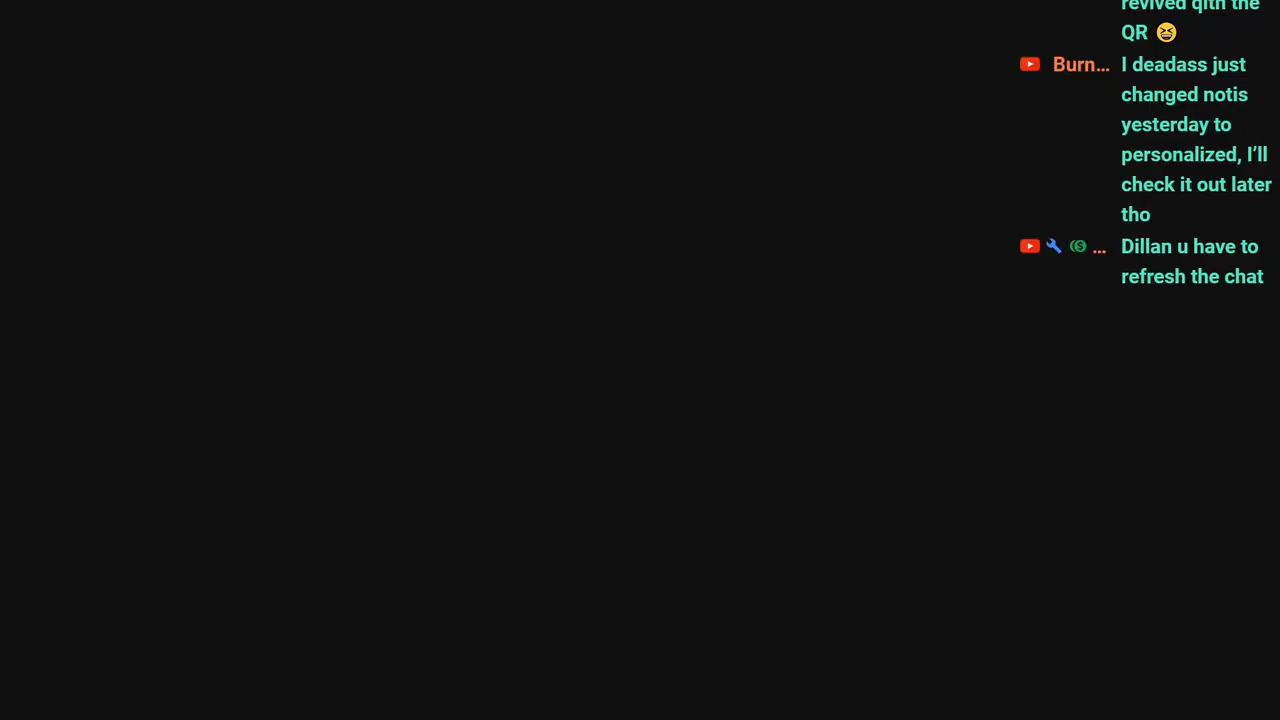 revived qith the
QR 😆
Burn… I deadass just
changed notis
yesterday to
personalized, I’ll
check it out later
tho
… Dillan u have to
refresh the chat